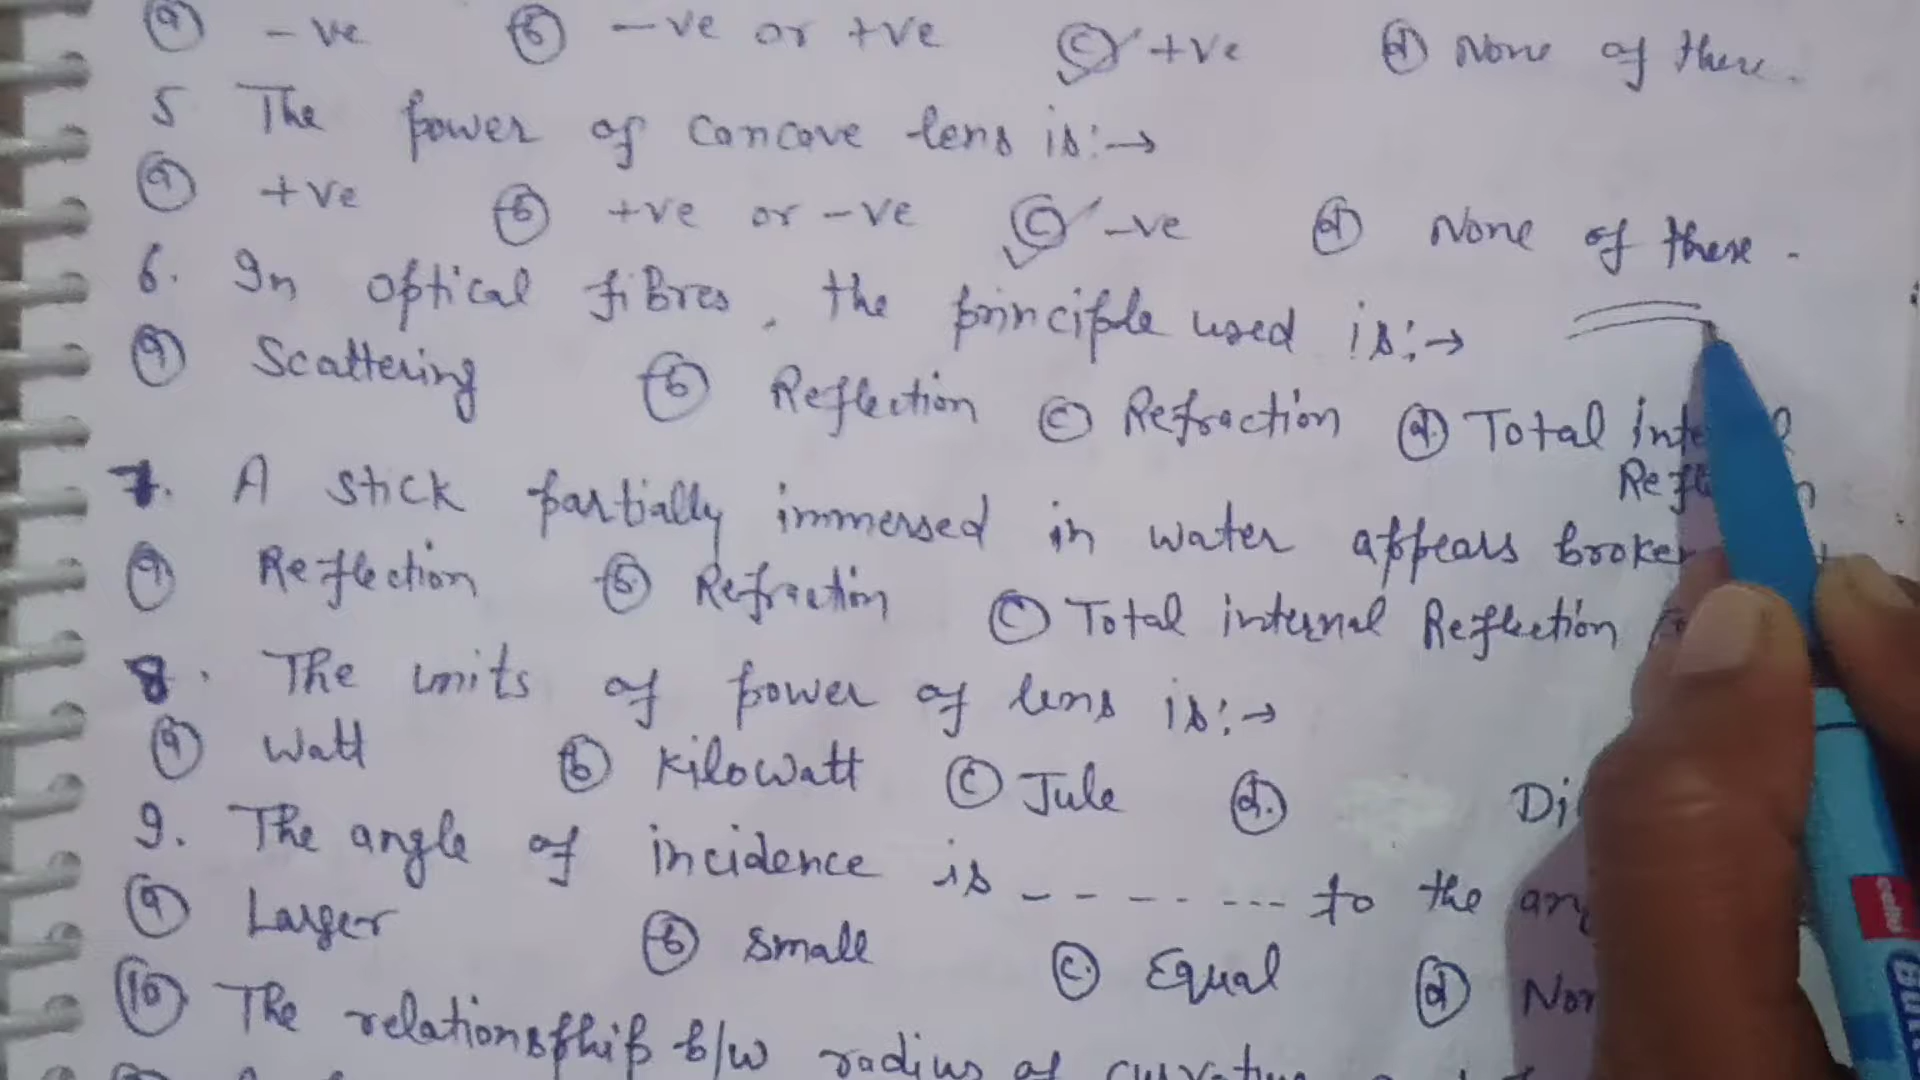 (a) -ve (b) -ve or +ve (c) +ve (d) None of these.
5 The power of concave lens is:→
(a) +ve (b) +ve or -ve (c) -ve (d) None of these.
6. In optical fibres, the principle used is:→
(a) Scattering (b) Reflection (c) Refraction (d) Total
7. A stick partially immersed in water appears
(a) Reflection (b) Refraction (c) Total internal Reflection
8. The units of power of lens is:→
(a) Watt (b) Kilowatt (c) Jule (d).
9. The angle of incidence is - - - - - --- to the
(a) Larger (b) Small (c) Equal (d)
(10) The relationsphip b/w radius of
cello